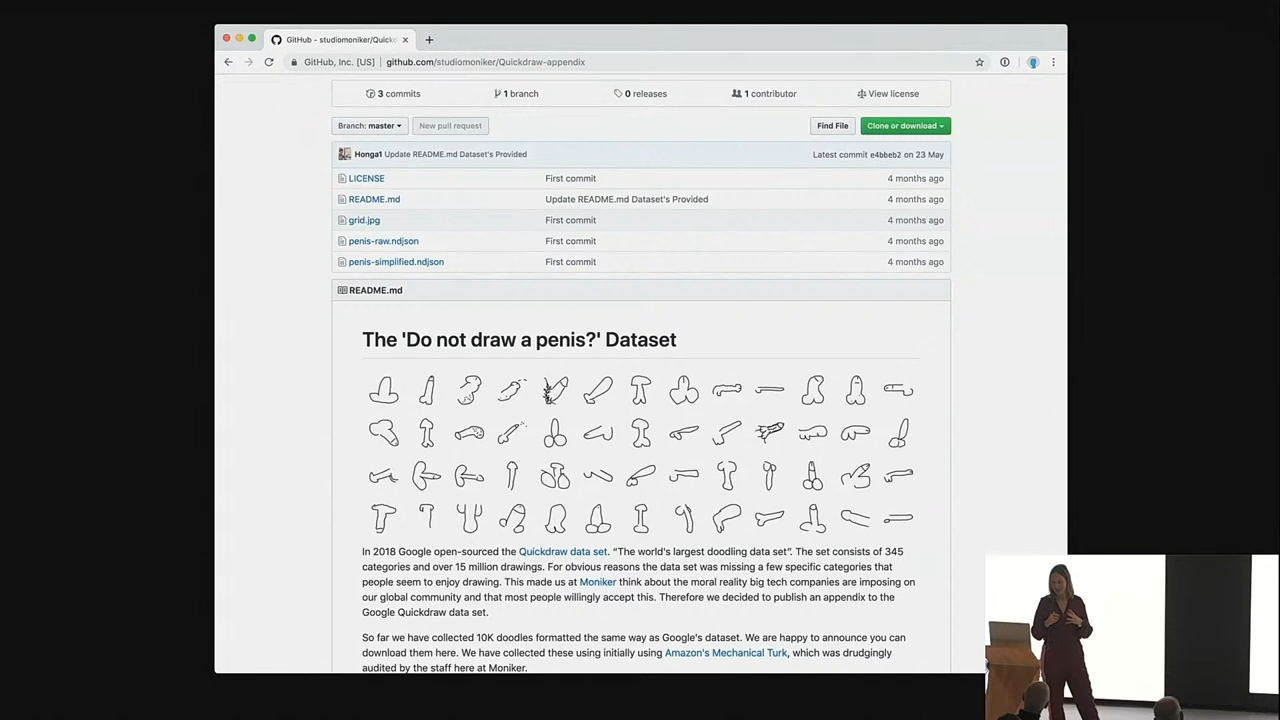 GitHub - studiomoniker/Quick
GitHub, Inc. [US] github.com/studiomoniker/Quickdraw-appendix
3 commits 1 branch 0 releases 1 contributor View license
Branch: master New pull request Find File Clone or download
Honga1 Update README.md Dataset's Provided Latest commit e4bbeb2 on 23 May
LICENSE First commit 4 months ago
README.md Update README.md Dataset's Provided 4 months ago
grid.jpg First commit 4 months ago
penis-raw.ndjson First commit 4 months ago
penis-simplified.ndjson First commit 4 months ago
README.md
The 'Do not draw a penis?' Dataset
In 2018 Google open-sourced the Quickdraw data set. “The world's largest doodling data set”. The set consists of 345
categories and over 15 million drawings. For obvious reasons the data set was missing a few specific categories that
people seem to enjoy drawing. This made us at Moniker think about the moral reality big tech companies are imposing on
our global community and that most people willingly accept this. Therefore we decided to publish an appendix to the
Google Quickdraw data set.
So far we have collected 10K doodles formatted the same way as Google's dataset. We are happy to announce you can
download them here. We have collected these using initially using Amazon's Mechanical Turk, which was drudgingly
audited by the staff here at Moniker.